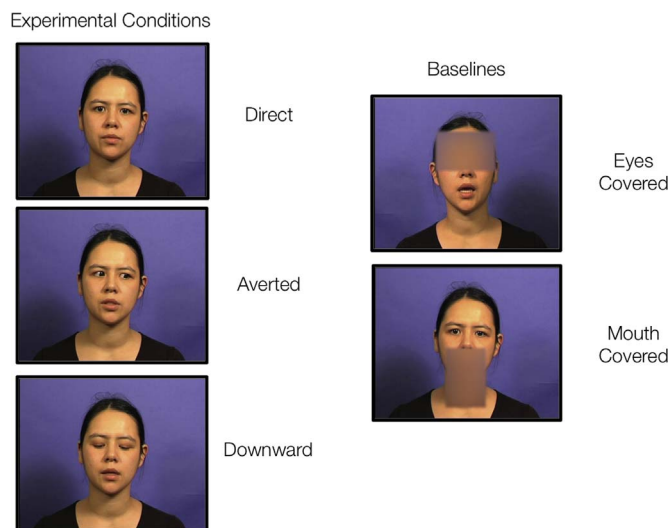 Experimental Conditions
Direct
Averted
Downward
Baselines
Eyes
Covered
Mouth
Covered